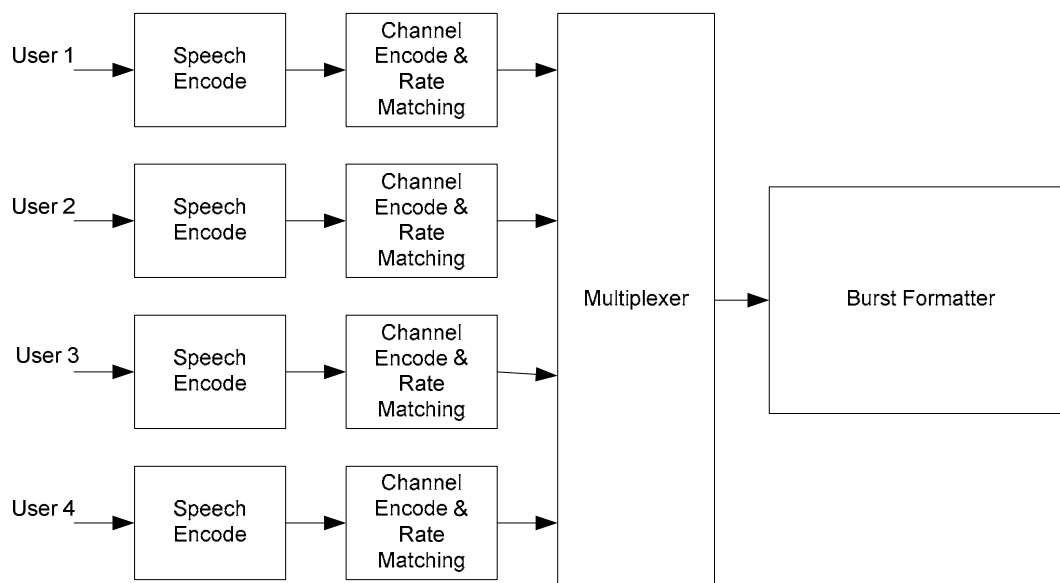 User 1
Speech
Encode
Channel
Encode &
Rate
Matching
User 2
Speech
Encode
Channel
Encode &
Rate
Matching
User 3
Speech
Encode
Channel
Encode &
Rate
Matching
User 4
Speech
Encode
Channel
Encode &
Rate
Matching
Multiplexer
Burst Formatter